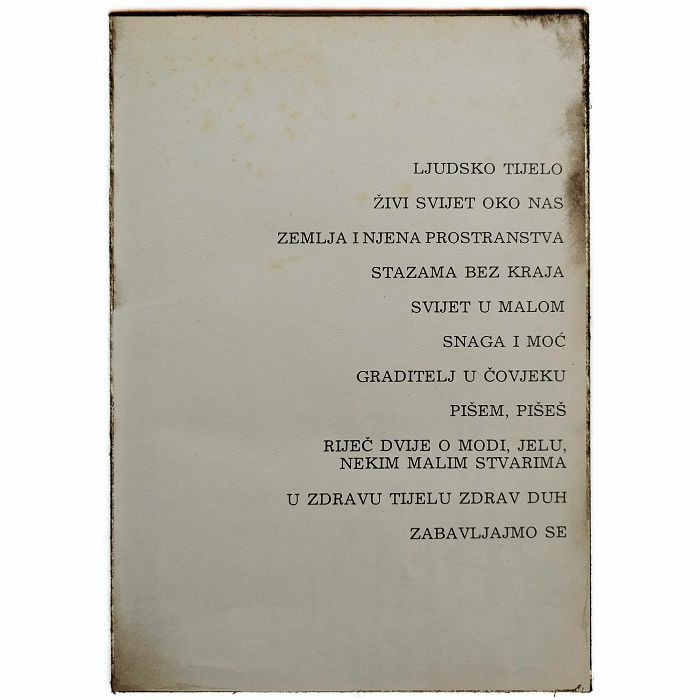 LJUDSKO TIJELO
ŽIVI SVIJET OKO NAS
ZEMLJA I NJENA PROSTRANSTVA
STAZAMA BEZ KRAJA
SVIJET U MALOM
SNAGA I MOĆ
GRADITELJ U ČOVJEKU
PIŠEM, PIŠEŠ
RIJEČ DVIJE O MODI, JELU,
NEKIM MALIM STVARIMA
U ZDRAVU TIJELU ZDRAV DUH
ZABAVLJAJMO SE